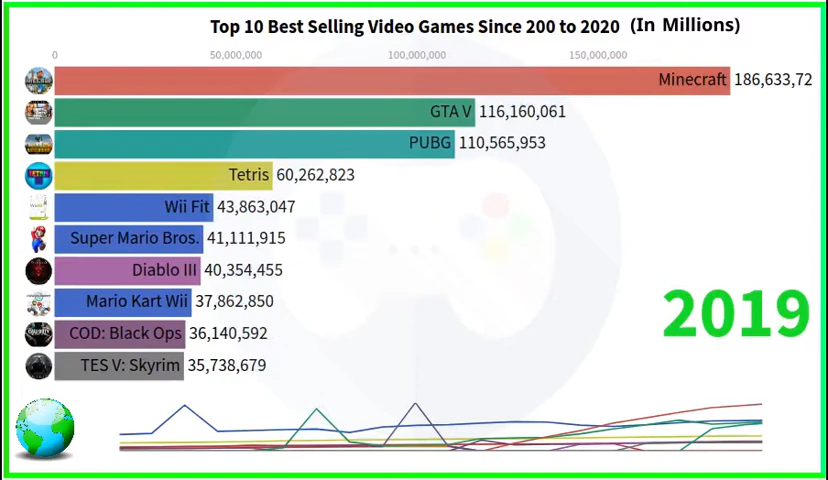 Top 10 Best Selling Video Games Since 200 to 2020 (In Millions)
0 50,000,000 100,000,000 150,000,000
Minecraft 186,633,72
GTA V 116,160,061
PUBG 110,565,953
Tetris 60,262,823
Wii Fit 43,863,047
Super Mario Bros. 41,111,915
Diablo III 40,354,455
Mario Kart Wii 37,862,850
COD: Black Ops 36,140,592
TES V: Skyrim 35,738,679
2019